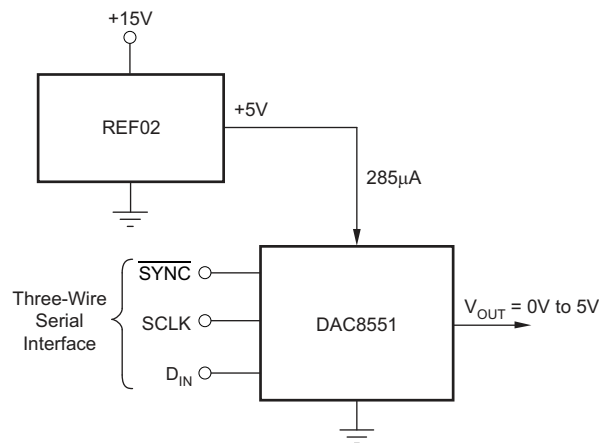 +15V
REF02
+5V
285μA
SYNC
Three-Wire
Serial
Interface
SCLK
DAC8551
V_OUT = 0V to 5V
D_IN